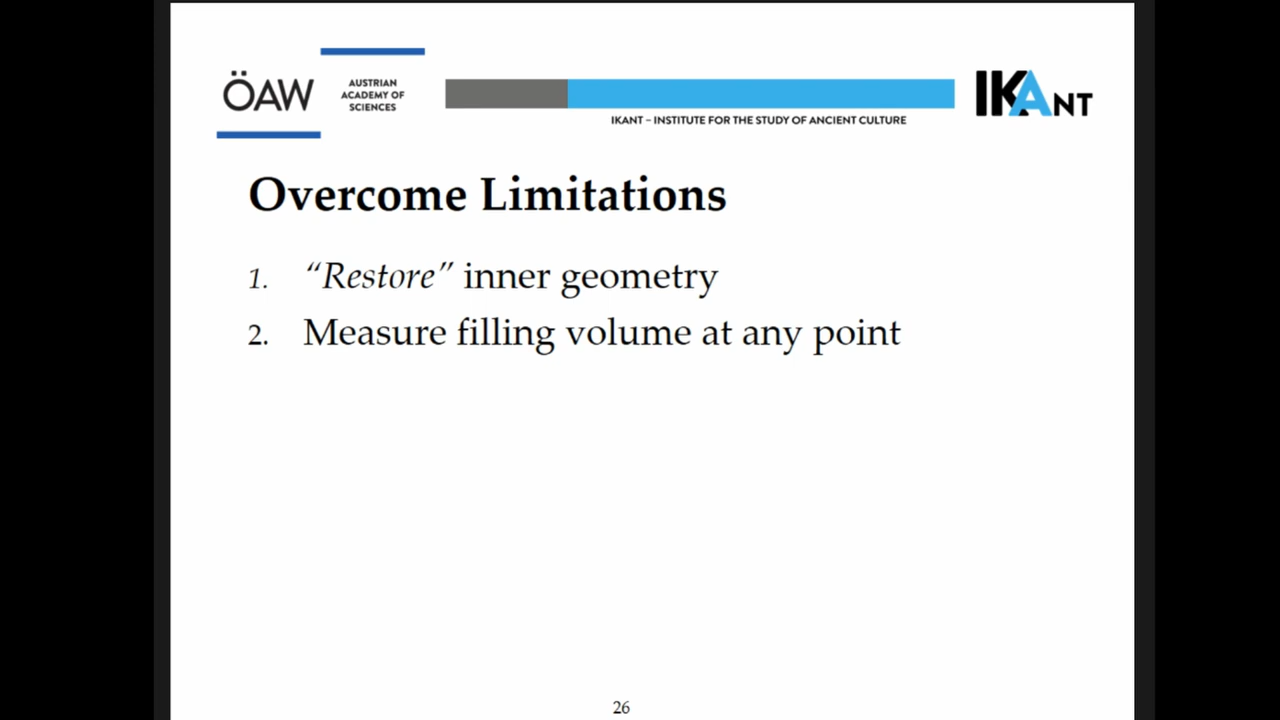 ÖAW
AUSTRIAN
ACADEMY OF
SCIENCES
IKANT
IKANT – INSTITUTE FOR THE STUDY OF ANCIENT CULTURE
Overcome Limitations
1. “Restore” inner geometry
2. Measure filling volume at any point
26